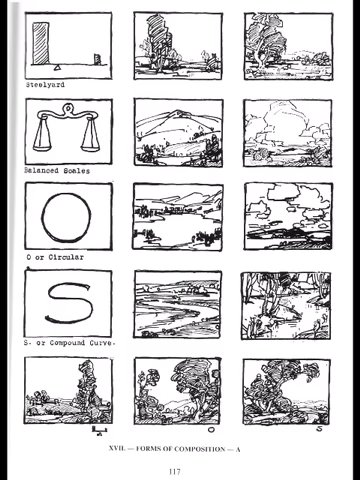 Steelyard
Balanced Scales
O or Circular
S- or Compound Curve.
O
S
XVII. — FORMS OF COMPOSITION — A
117